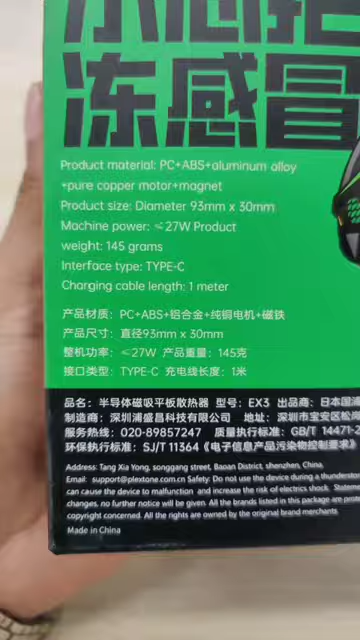 冻感冒
Product material: PC+ABS+aluminum alloy
+pure copper motor+magnet
Product size: Diameter 93mm x 30mm
Machine power: ≤27W Product
weight: 145 grams
Interface type: TYPE-C
Charging cable length: 1 meter
产品材质: PC+ABS+铝合金+纯铜电机+磁铁
产品尺寸: 直径93mm x 30mm
整机功率: ≤27W 产品重量: 145克
接口类型: TYPE-C 充电线长度: 1米
品名: 半导体磁吸平板散热器 型号: EX3 出品商: 日本国浦
制造商: 深圳浦盛昌科技有限公司 地址: 深圳市宝安区松岗
服务热线: 020-89857247 质量执行标准: GB/T 14471-2
环保执行标准: SJ/T 11364《电子信息产品污染物控制要求》
Address: Tang Xia Yong, songgang street, Baoan District, shenzhen, China.
Email: support@plextone.com.cn Safety: Do not use the device during a thunderstorm
can cause the device to malfunction and increase the risk of electrics shock. Stateme
changes, no further notice will be given. All the brands listed in this package are prote
copyright concerned. All the rights are owned by the original brand merchants
Made in China